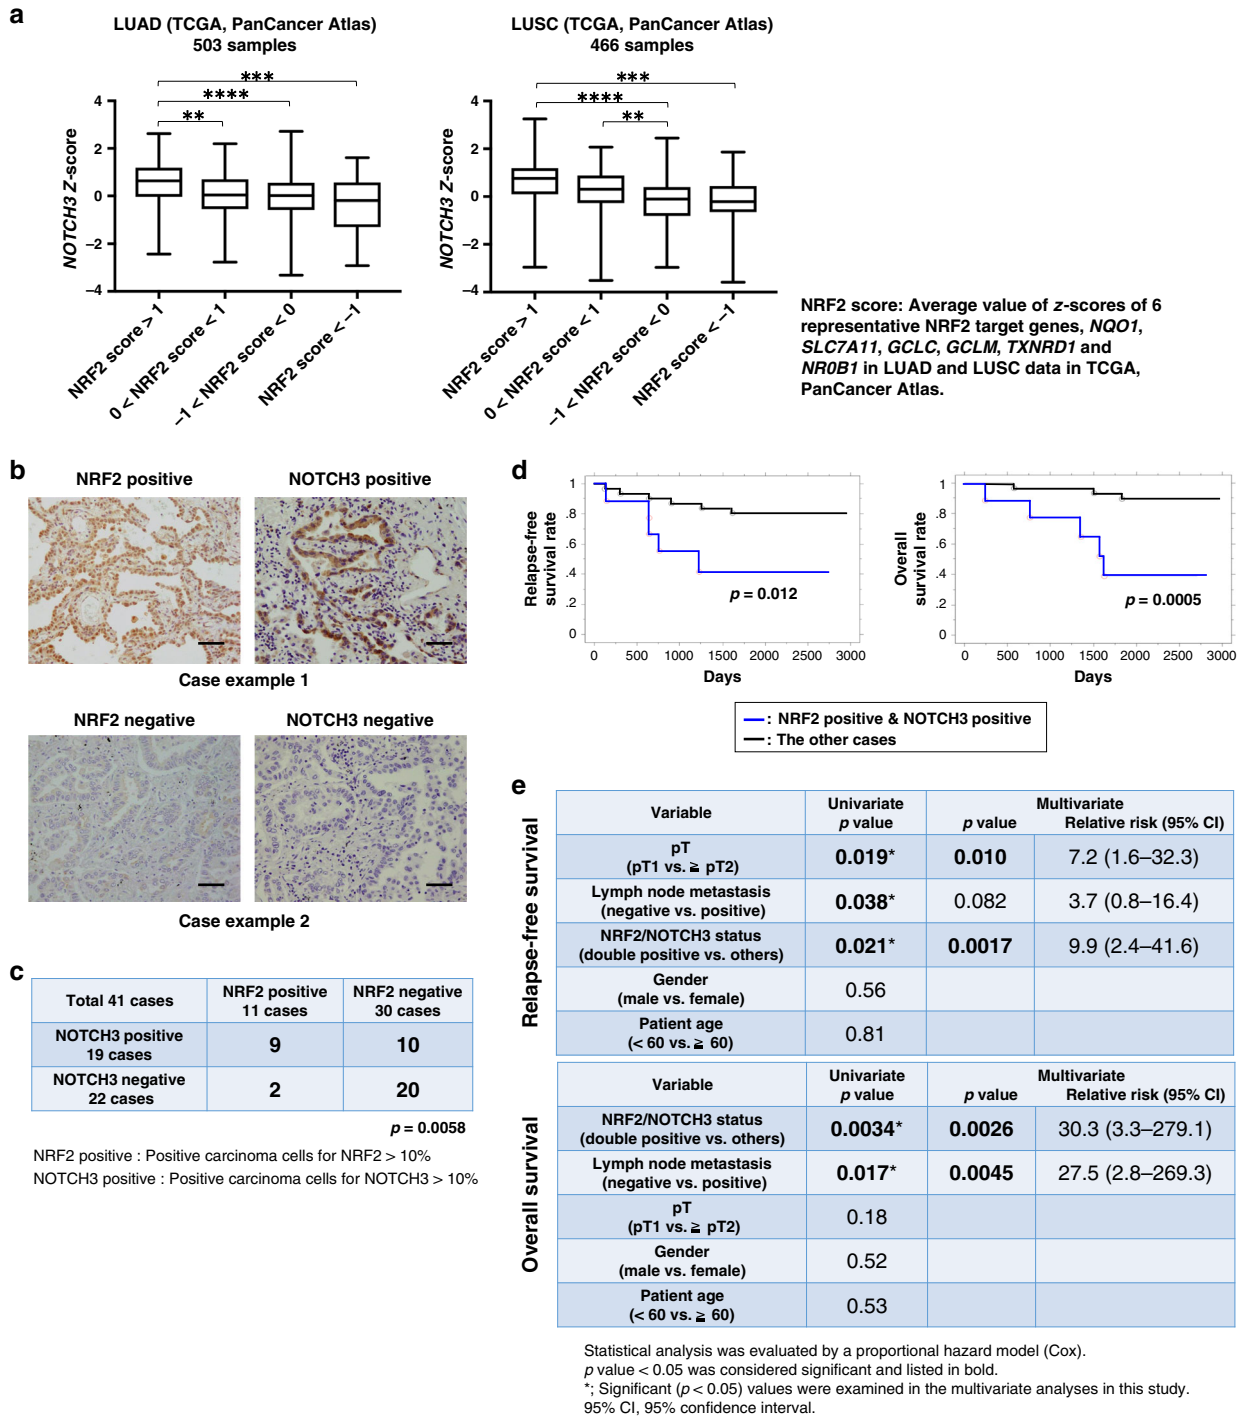 a
LUAD (TCGA, PanCancer Atlas)
503 samples
***
****
**
NOTCH3 Z-score
4
2
0
−2
−4
NRF2 score > 1
0 < NRF2 score < 1
−1 < NRF2 score < 0
NRF2 score < −1
LUSC (TCGA, PanCancer Atlas)
466 samples
***
****
**
NOTCH3 Z-score
4
2
0
−2
−4
NRF2 score > 1
0 < NRF2 score < 1
−1 < NRF2 score < 0
NRF2 score < −1
NRF2 score: Average value of z-scores of 6
representative NRF2 target genes, NQO1,
SLC7A11, GCLC, GCLM, TXNRD1 and
NR0B1 in LUAD and LUSC data in TCGA,
PanCancer Atlas.
b
NRF2 positive
NOTCH3 positive
Case example 1
NRF2 negative
NOTCH3 negative
Case example 2
c
Total 41 cases
NRF2 positive
11 cases
NRF2 negative
30 cases
NOTCH3 positive
19 cases
9
10
NOTCH3 negative
22 cases
2
20
p = 0.0058
NRF2 positive : Positive carcinoma cells for NRF2 > 10%
NOTCH3 positive : Positive carcinoma cells for NOTCH3 > 10%
d
Relapse-free
survival rate
1
.8
.6
.4
.2
0
p = 0.012
0 500 1000 1500 2000 2500 3000
Days
Overall
survival rate
1
.8
.6
.4
.2
0
p = 0.0005
0 500 1000 1500 2000 2500 3000
Days
: NRF2 positive & NOTCH3 positive
: The other cases
e
Relapse-free survival
Variable
Univariate
p value
Multivariate
p value Relative risk (95% CI)
pT
(pT1 vs. ≧ pT2)
0.019* 0.010 7.2 (1.6–32.3)
Lymph node metastasis
(negative vs. positive)
0.038* 0.082 3.7 (0.8–16.4)
NRF2/NOTCH3 status
(double positive vs. others)
0.021* 0.0017 9.9 (2.4–41.6)
Gender
(male vs. female)
0.56
Patient age
(< 60 vs. ≧ 60)
0.81
Overall survival
Variable
Univariate
p value
Multivariate
p value Relative risk (95% CI)
NRF2/NOTCH3 status
(double positive vs. others)
0.0034* 0.0026 30.3 (3.3–279.1)
Lymph node metastasis
(negative vs. positive)
0.017* 0.0045 27.5 (2.8–269.3)
pT
(pT1 vs. ≧ pT2)
0.18
Gender
(male vs. female)
0.52
Patient age
(< 60 vs. ≧ 60)
0.53
Statistical analysis was evaluated by a proportional hazard model (Cox).
p value < 0.05 was considered significant and listed in bold.
*; Significant (p < 0.05) values were examined in the multivariate analyses in this study.
95% CI, 95% confidence interval.